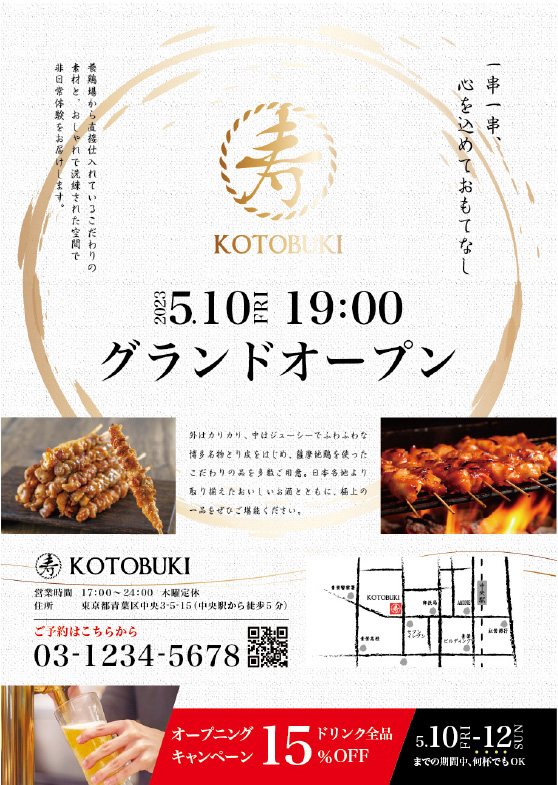 一串一串、
心を込めておもてなし
養鶏場から直接仕入れているこだわりの
素材と、おしゃれで洗練された空間で
非日常体験をお届けします。
寿
KOTOBUKI
2023 5.10 FRI 19:00
グランドオープン
外はカリカリ、中はジューシーでふわふわな
博多名物とり皮をはじめ、薩摩地鶏を使った
こだわりの品を多数ご用意。日本各地より
取り揃えたおいしいお酒とともに、極上の
一品をぜひご堪能ください。
寿 KOTOBUKI
営業時間 17:00〜24:00 木曜定休
住所 東京都青葉区中央3-5-15(中央駅から徒歩5分)
ご予約はこちらから
03-1234-5678
KOTOBUKI
寿
中央駅
オープニング
キャンペーン
15%OFF
ドリンク全品
5.10 FRI -12 SUN
までの期間中、何杯でもOK